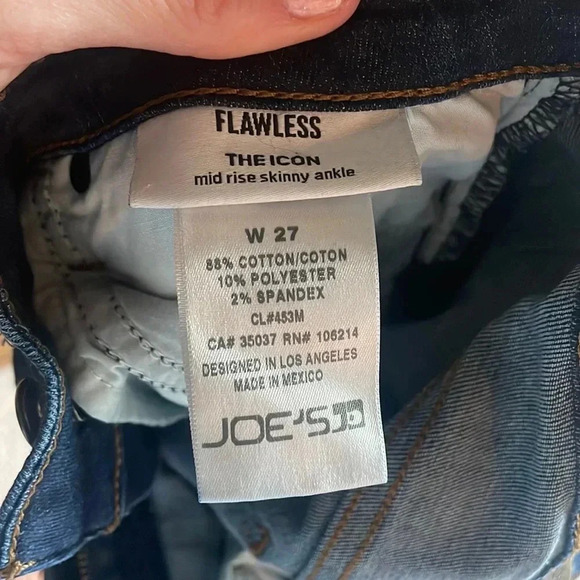 FLAWLESS
THE ICON
mid rise skinny ankle
W 27
88% COTTON/COTON
10% POLYESTER
2% SPANDEX
CL#453M
CA# 35037 RN# 106214
DESIGNED IN LOS ANGELES
MADE IN MEXICO
JOE'S